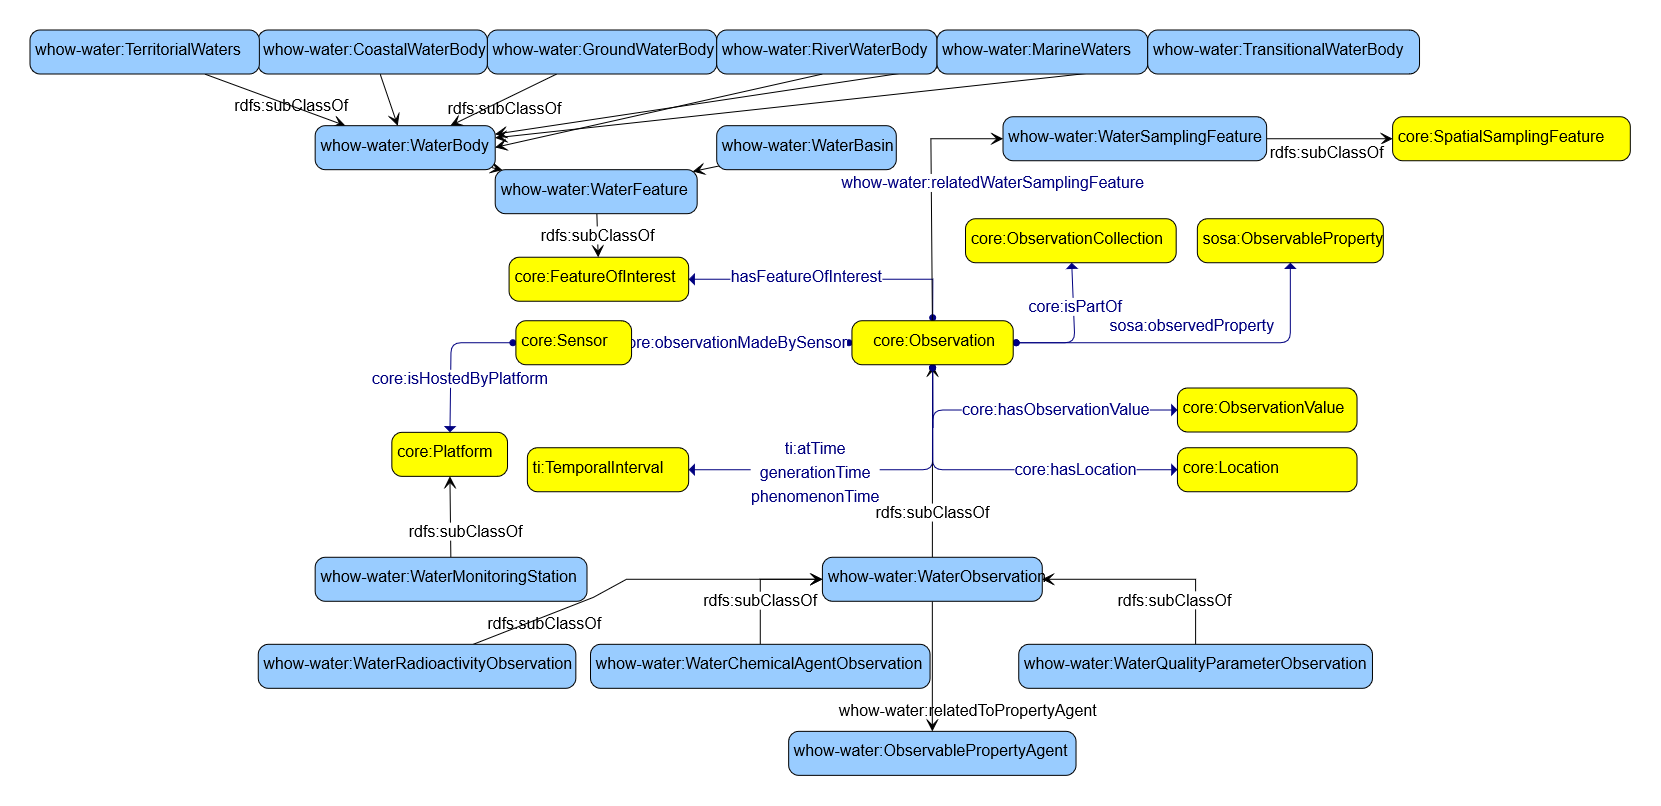 whow-water:TerritorialWaters
whow-water:CoastalWaterBody
whow-water:GroundWaterBody
whow-water:RiverWaterBody
whow-water:MarineWaters
whow-water:TransitionalWaterBody
rdfs:subClassOf
rdfs:subClassOf
whow-water:WaterBody
whow-water:WaterBasin
whow-water:WaterSamplingFeature
rdfs:subClassOf
core:SpatialSamplingFeature
whow-water:WaterFeature
whow-water:relatedWaterSamplingFeature
rdfs:subClassOf
core:ObservationCollection
sosa:ObservableProperty
core:FeatureOfInterest
hasFeatureOfInterest
core:isPartOf
sosa:observedProperty
core:Sensor
ore:observationMadeBySensor
core:Observation
core:isHostedByPlatform
core:hasObservationValue
core:ObservationValue
core:Platform
ti:TemporalInterval
ti:atTime
generationTime
phenomenonTime
core:hasLocation
core:Location
rdfs:subClassOf
rdfs:subClassOf
whow-water:WaterMonitoringStation
whow-water:WaterObservation
rdfs:subClassOf
rdfs:subClassOf
rdfs:subClassOf
whow-water:WaterRadioactivityObservation
whow-water:WaterChemicalAgentObservation
whow-water:WaterQualityParameterObservation
whow-water:relatedToPropertyAgent
whow-water:ObservablePropertyAgent